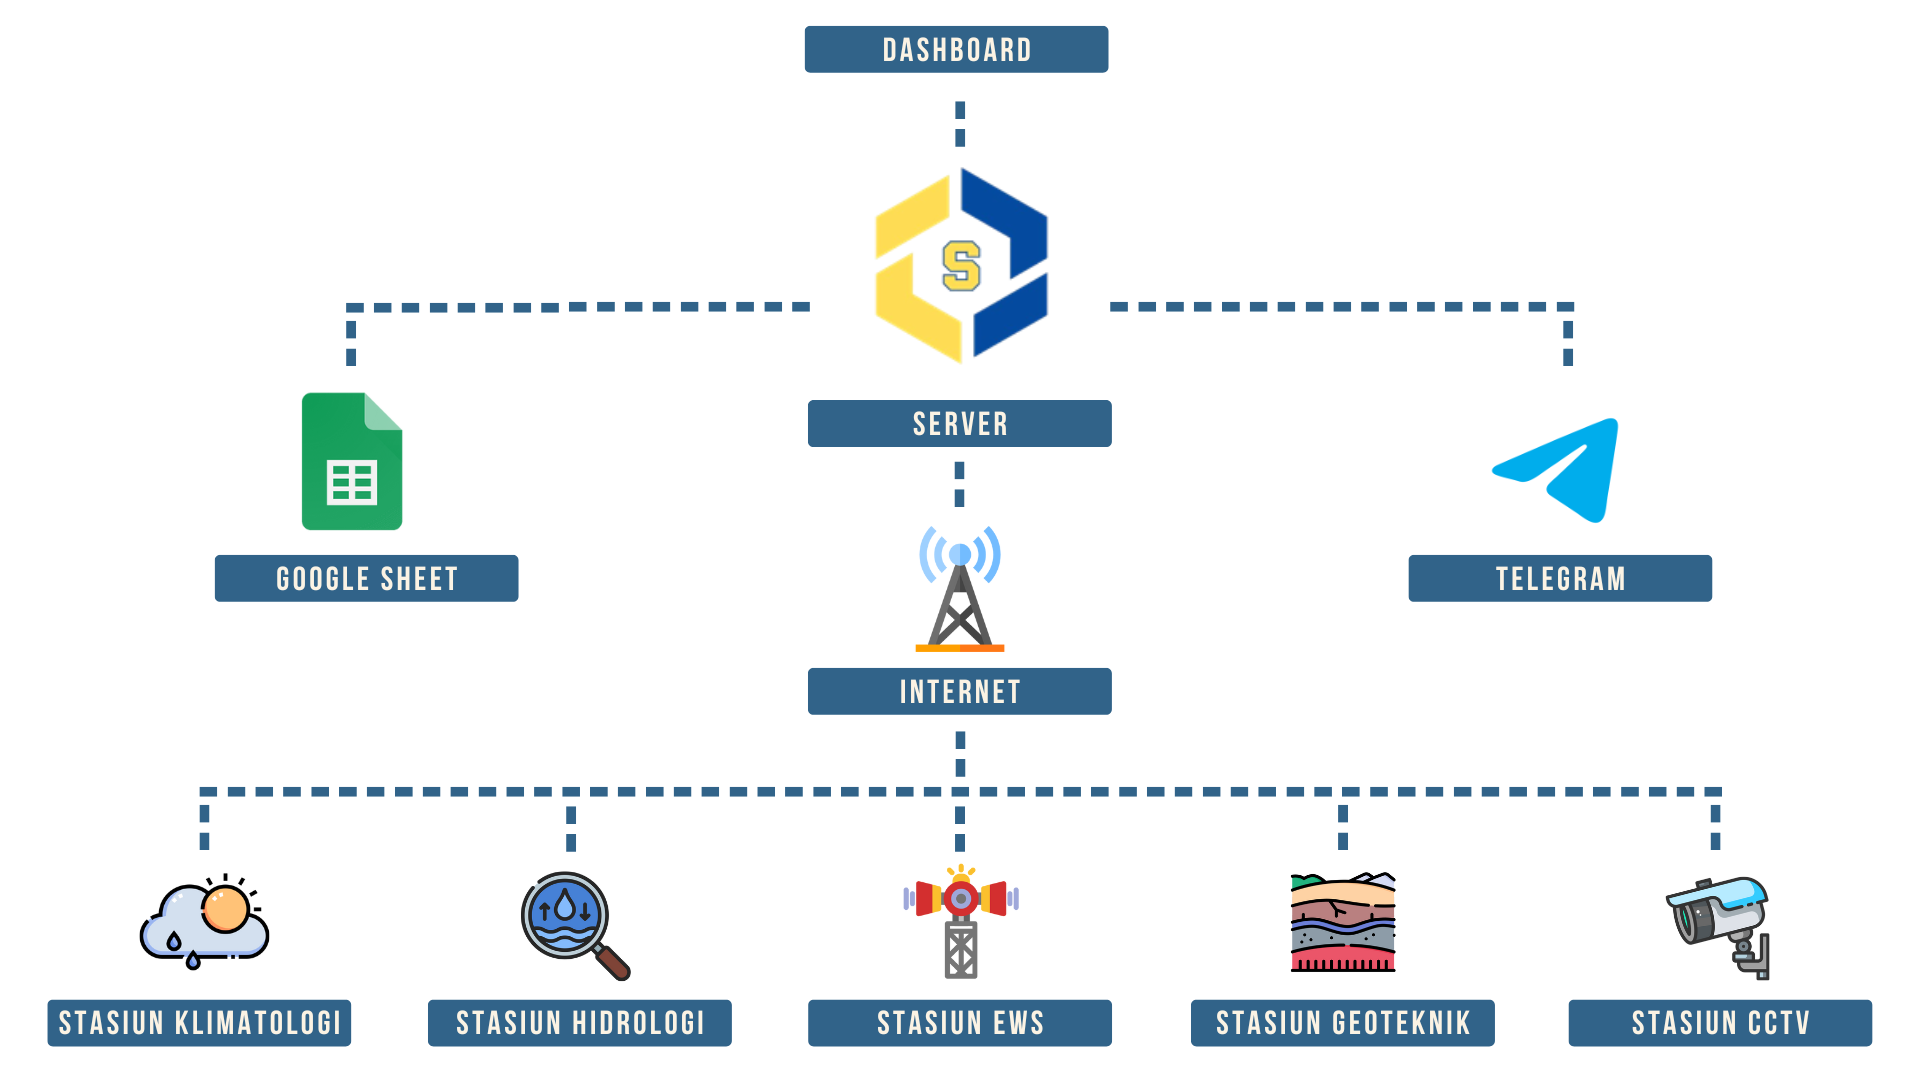 DASHBOARD
S
SERVER
GOOGLE SHEET
TELEGRAM
INTERNET
STASIUN KLIMATOLOGI
STASIUN HIDROLOGI
STASIUN EWS
STASIUN GEOTEKNIK
STASIUN CCTV